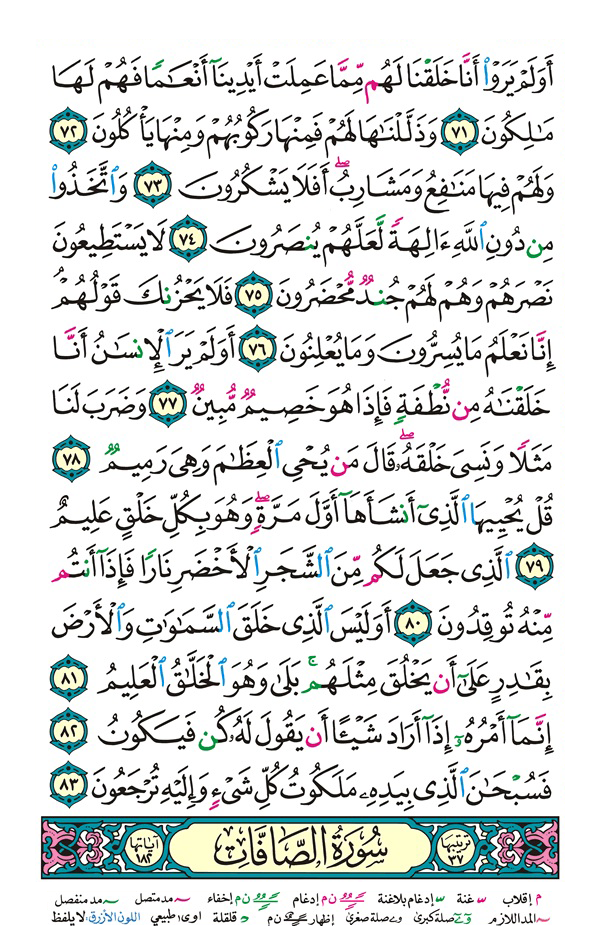 أَوَلَمْ يَرَوْا۟ أَنَّا خَلَقْنَا لَهُم مِّمَّا عَمِلَتْ أَيْدِينَآ أَنْعَـٰمًا فَهُمْ لَهَا
مَـٰلِكُونَ ٧١ وَذَلَّلْنَـٰهَا لَهُمْ فَمِنْهَا رَكُوبُهُمْ وَمِنْهَا يَأْكُلُونَ ٧٢
وَلَهُمْ فِيهَا مَنَـٰفِعُ وَمَشَارِبُ ۖ أَفَلَا يَشْكُرُونَ ٧٣ وَٱتَّخَذُوا۟
مِن دُونِ ٱللَّهِ ءَالِهَةً لَّعَلَّهُمْ يُنصَرُونَ ٧٤ لَا يَسْتَطِيعُونَ
نَصْرَهُمْ وَهُمْ لَهُمْ جُندٌ مُّحْضَرُونَ ٧٥ فَلَا يَحْزُنكَ قَوْلُهُمْ
إِنَّا نَعْلَمُ مَا يُسِرُّونَ وَمَا يُعْلِنُونَ ٧٦ أَوَلَمْ يَرَ ٱلْإِنسَـٰنُ أَنَّا
خَلَقْنَـٰهُ مِن نُّطْفَةٍ فَإِذَا هُوَ خَصِيمٌ مُّبِينٌ ٧٧ وَضَرَبَ لَنَا
مَثَلًا وَنَسِىَ خَلْقَهُۥ ۖ قَالَ مَن يُحْىِ ٱلْعِظَـٰمَ وَهِىَ رَمِيمٌ ٧٨
قُلْ يُحْيِيهَا ٱلَّذِىٓ أَنشَأَهَآ أَوَّلَ مَرَّةٍ ۖ وَهُوَ بِكُلِّ خَلْقٍ عَلِيمٌ
٧٩ ٱلَّذِى جَعَلَ لَكُم مِّنَ ٱلشَّجَرِ ٱلْأَخْضَرِ نَارًا فَإِذَآ أَنتُم
مِّنْهُ تُوقِدُونَ ٨٠ أَوَلَيْسَ ٱلَّذِى خَلَقَ ٱلسَّمَـٰوَٰتِ وَٱلْأَرْضَ
بِقَـٰدِرٍ عَلَىٰٓ أَن يَخْلُقَ مِثْلَهُم ۚ بَلَىٰ وَهُوَ ٱلْخَلَّـٰقُ ٱلْعَلِيمُ ٨١
إِنَّمَآ أَمْرُهُۥٓ إِذَآ أَرَادَ شَيْـًٔا أَن يَقُولَ لَهُۥ كُن فَيَكُونُ ٨٢
فَسُبْحَـٰنَ ٱلَّذِى بِيَدِهِۦ مَلَكُوتُ كُلِّ شَىْءٍ وَإِلَيْهِ تُرْجَعُونَ ٨٣
ترتيبها ٣٧ سُورَةُ الصَّافَّاتِ آياتها ١٨٢
م إقلاب غنة إدغام بلاغنة ن م إدغام إخفاء مد متصل مد منفصل
المد اللازم صلة كبرى صلة صغرى إظهار ن م قلقلة اوى: طبيعي اللون الأزرق: لا يلفظ